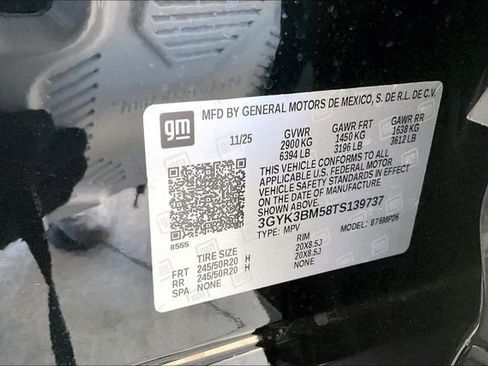 gm
MFD BY GENERAL MOTORS DE MEXICO, S. DE R.L. DE C.V.
11/25 GVWR GAWR FRT GAWR RR
2900 KG 1450 KG 1638 KG
6394 LB 3196 LB 3612 LB
THIS VEHICLE CONFORMS TO ALL
APPLICABLE U.S. FEDERAL MOTOR
VEHICLE SAFETY STANDARDS IN EFFECT
ON THE DATE OF MANUFACTURE
SHOWN ABOVE.
3GYK3BM58TS139737
8555 TYPE: MPV MODEL:
TIRE SIZE RIM
FRT 245/50R20 H 20X8.5J
RR 245/50R20 H 20X8.5J
SPA NONE NONE